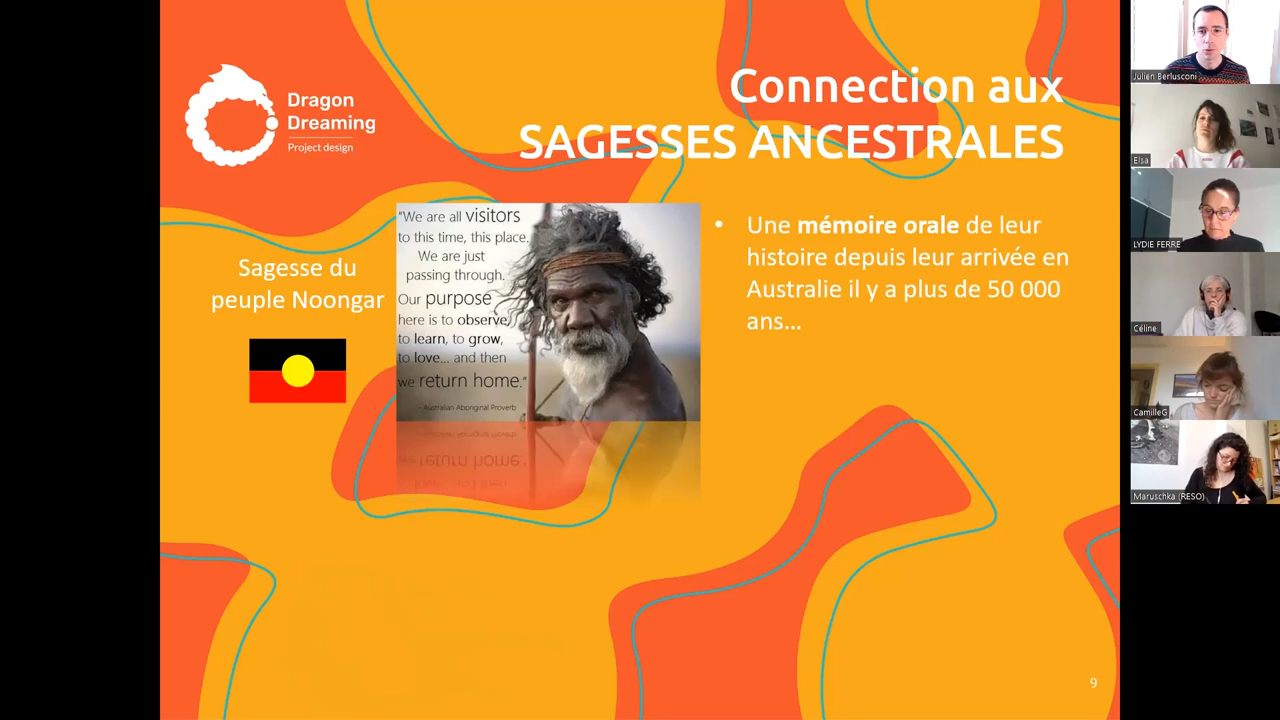 Dragon
Dreaming
Project design
Connection aux
SAGESSES ANCESTRALES
Sagesse du
peuple Noongar
"We are all visitors
to this time, this place.
We are just
passing through.
Our purpose
here is to observe,
to learn, to grow,
to love... and then
we return home."
- Australian Aboriginal Proverb
• Une mémoire orale de leur
histoire depuis leur arrivée en
Australie il y a plus de 50 000
ans...
9
Julien Berlusconi
Elsa
LYDIE FERRE
Céline
CamilleG
Maruschka (RESO)